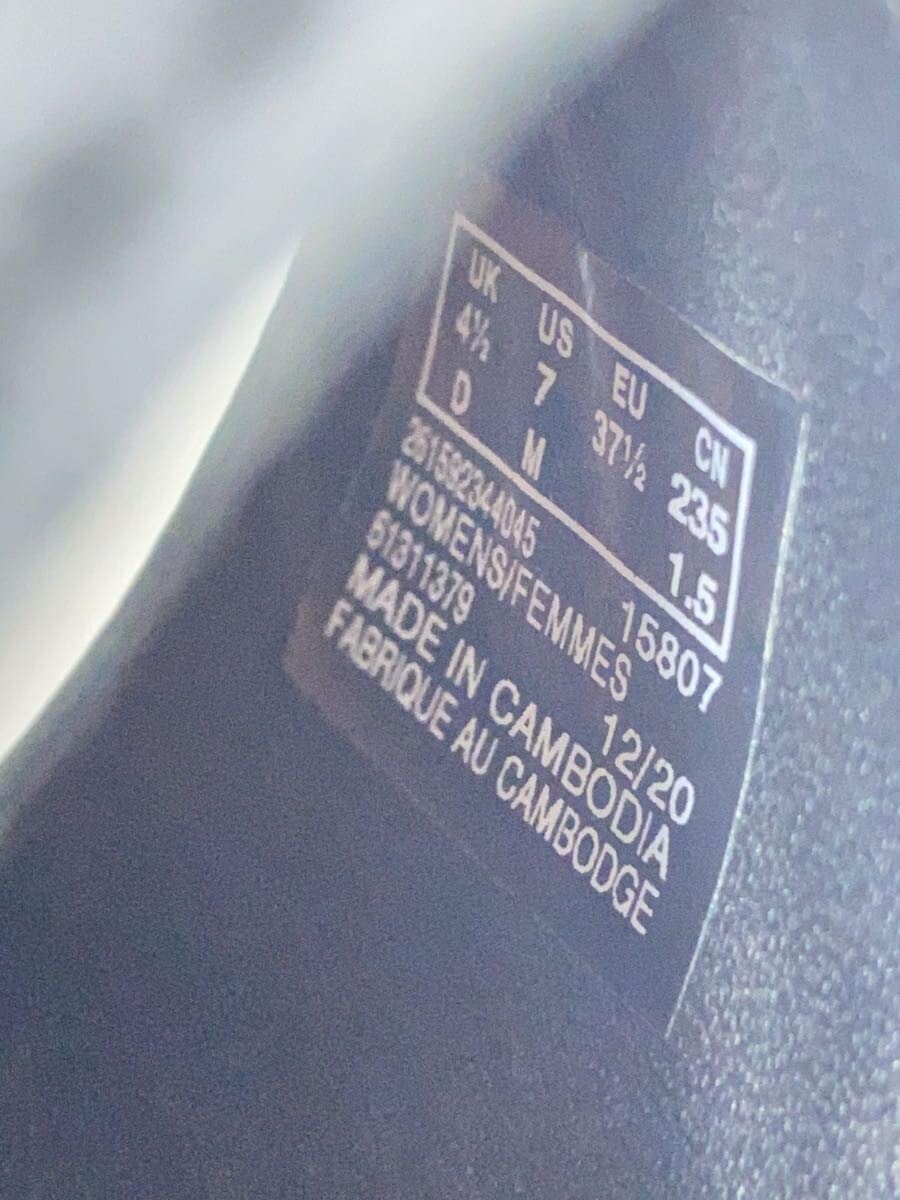 UK US EU CN
4½ 7 37½ 235
D M 1.5
261592344045 15807
WOMENS/FEMMES
61311379 12/20
MADE IN CAMBODIA
FABRIQUE AU CAMBODGE